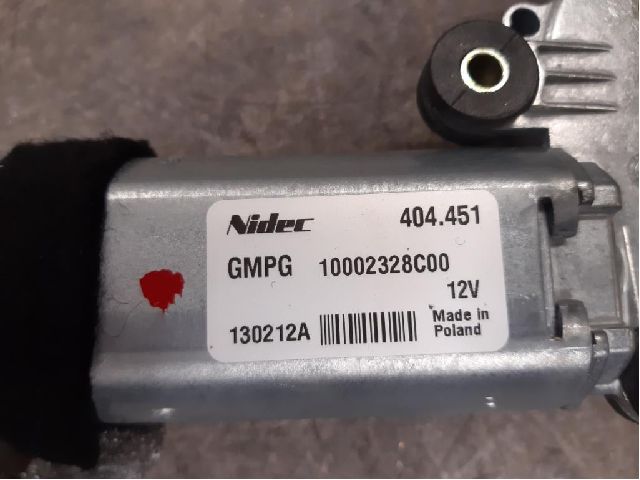 Nidec 404.451
GMPG 10002328C00
12V
130212A Made in
Poland